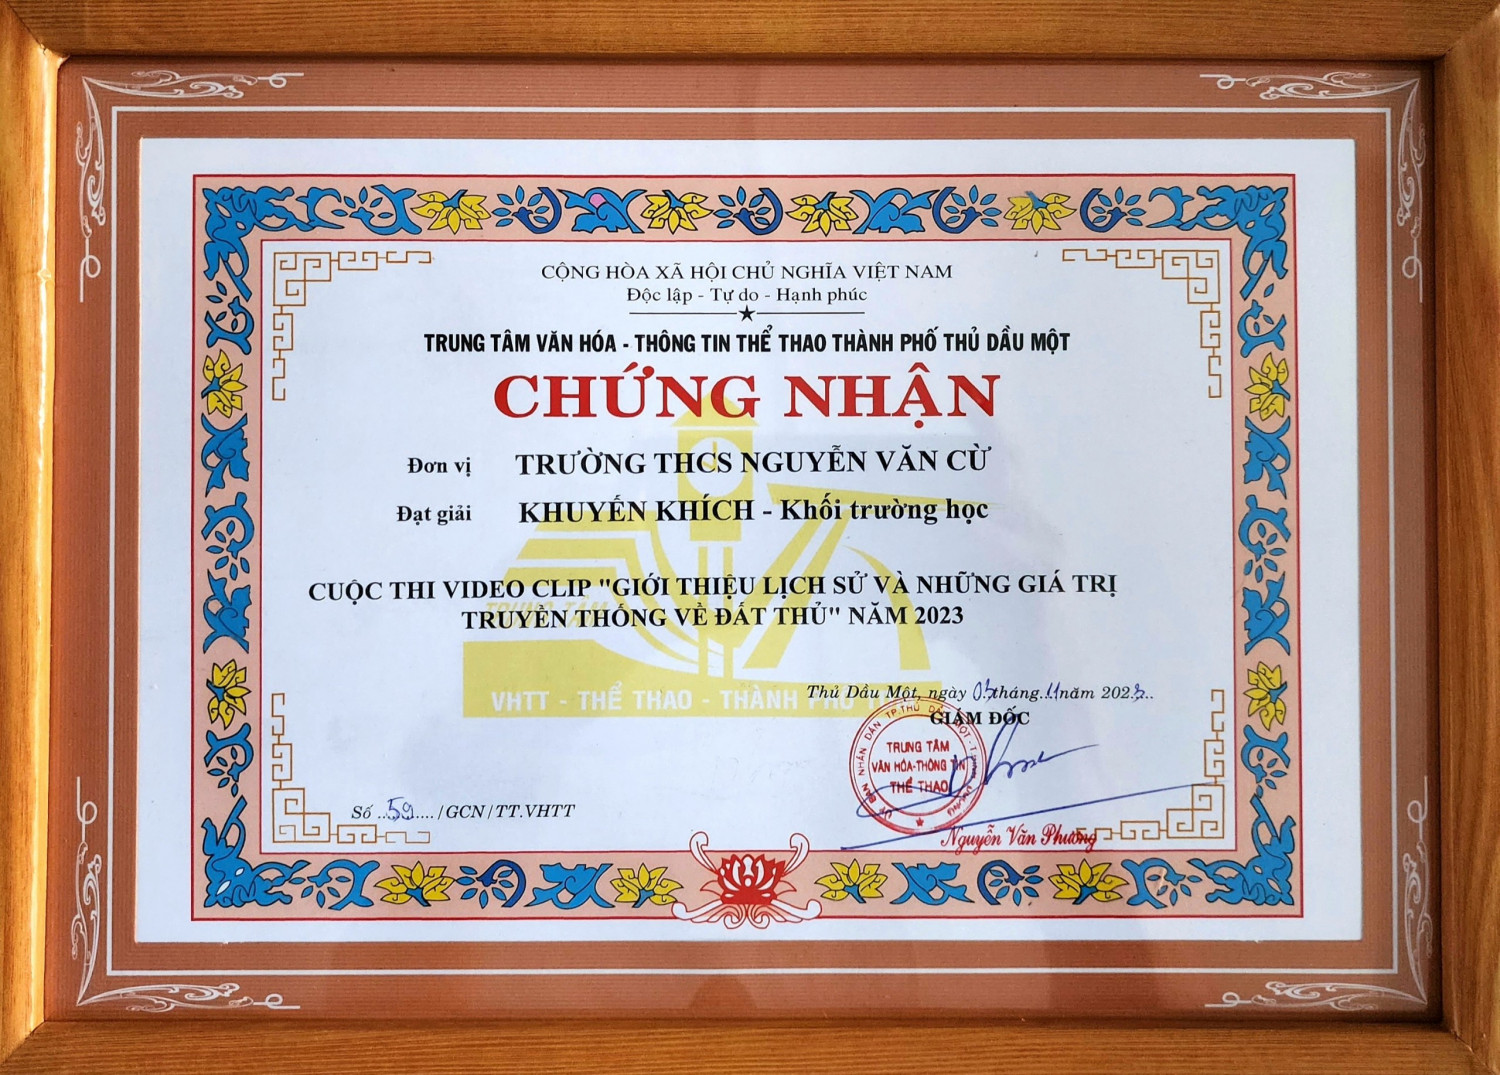 CỘNG HÒA XÃ HỘI CHỦ NGHĨA VIỆT NAM
Độc lập - Tự do - Hạnh phúc
TRUNG TÂM VĂN HÓA - THÔNG TIN THỂ THAO THÀNH PHỐ THỦ DẦU MỘT
CHỨNG NHẬN
Đơn vị TRƯỜNG THCS NGUYỄN VĂN CỪ
Đạt giải KHUYẾN KHÍCH - Khối trường học
CUỘC THI VIDEO CLIP "GIỚI THIỆU LỊCH SỬ VÀ NHỮNG GIÁ TRỊ
TRUYỀN THỐNG VỀ ĐẤT THỦ" NĂM 2023
TRUNG TÂM
VHTT - THỂ THAO - THÀNH PHỐ
Thủ Dầu Một, ngày 03 tháng 11 năm 2023
GIÁM ĐỐC
TRUNG TÂM
VĂN HÓA-THÔNG TIN
THỂ THAO
Số ...59..../GCN/TT.VHTT
Nguyễn Văn Phương